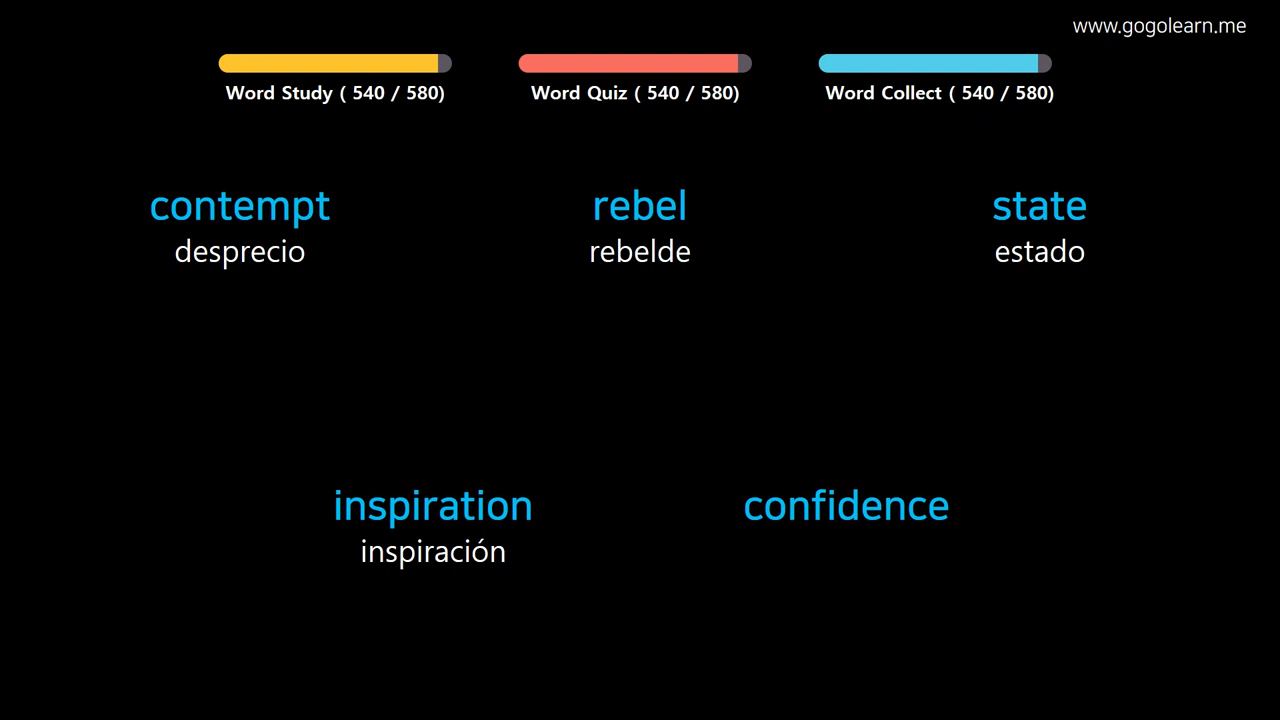 www.gogolearn.me
Word Study ( 540 / 580)
Word Quiz ( 540 / 580)
Word Collect ( 540 / 580)
contempt
desprecio
rebel
rebelde
state
estado
inspiration
inspiración
confidence